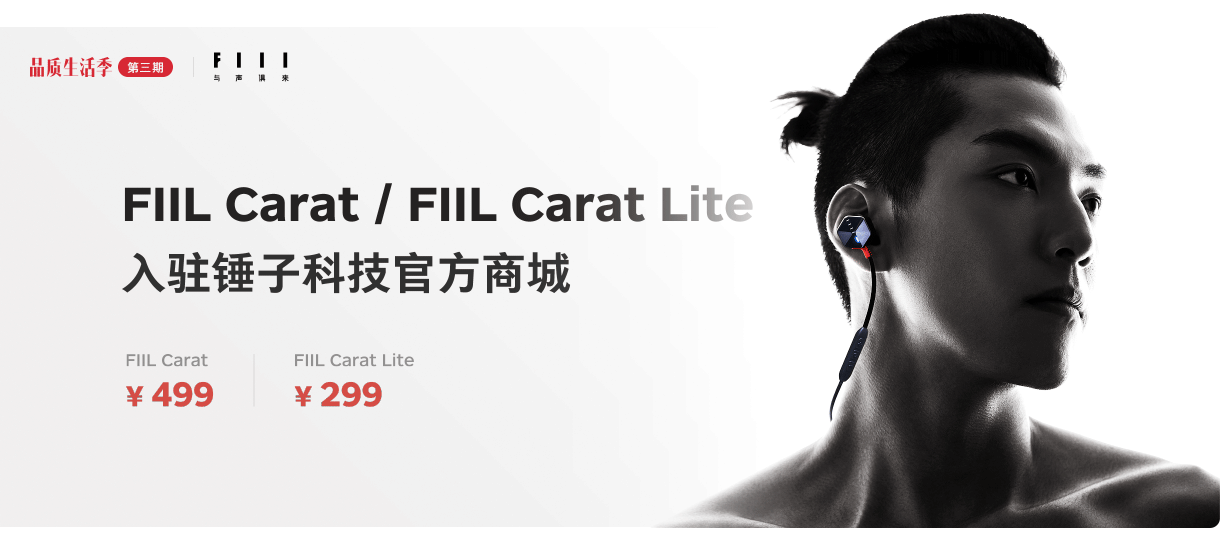 品质生活季 第三期
FIIL
与声俱来
FIIL Carat / FIIL Carat Lite
入驻锤子科技官方商城
FIIL Carat
¥ 499
FIIL Carat Lite
¥ 299